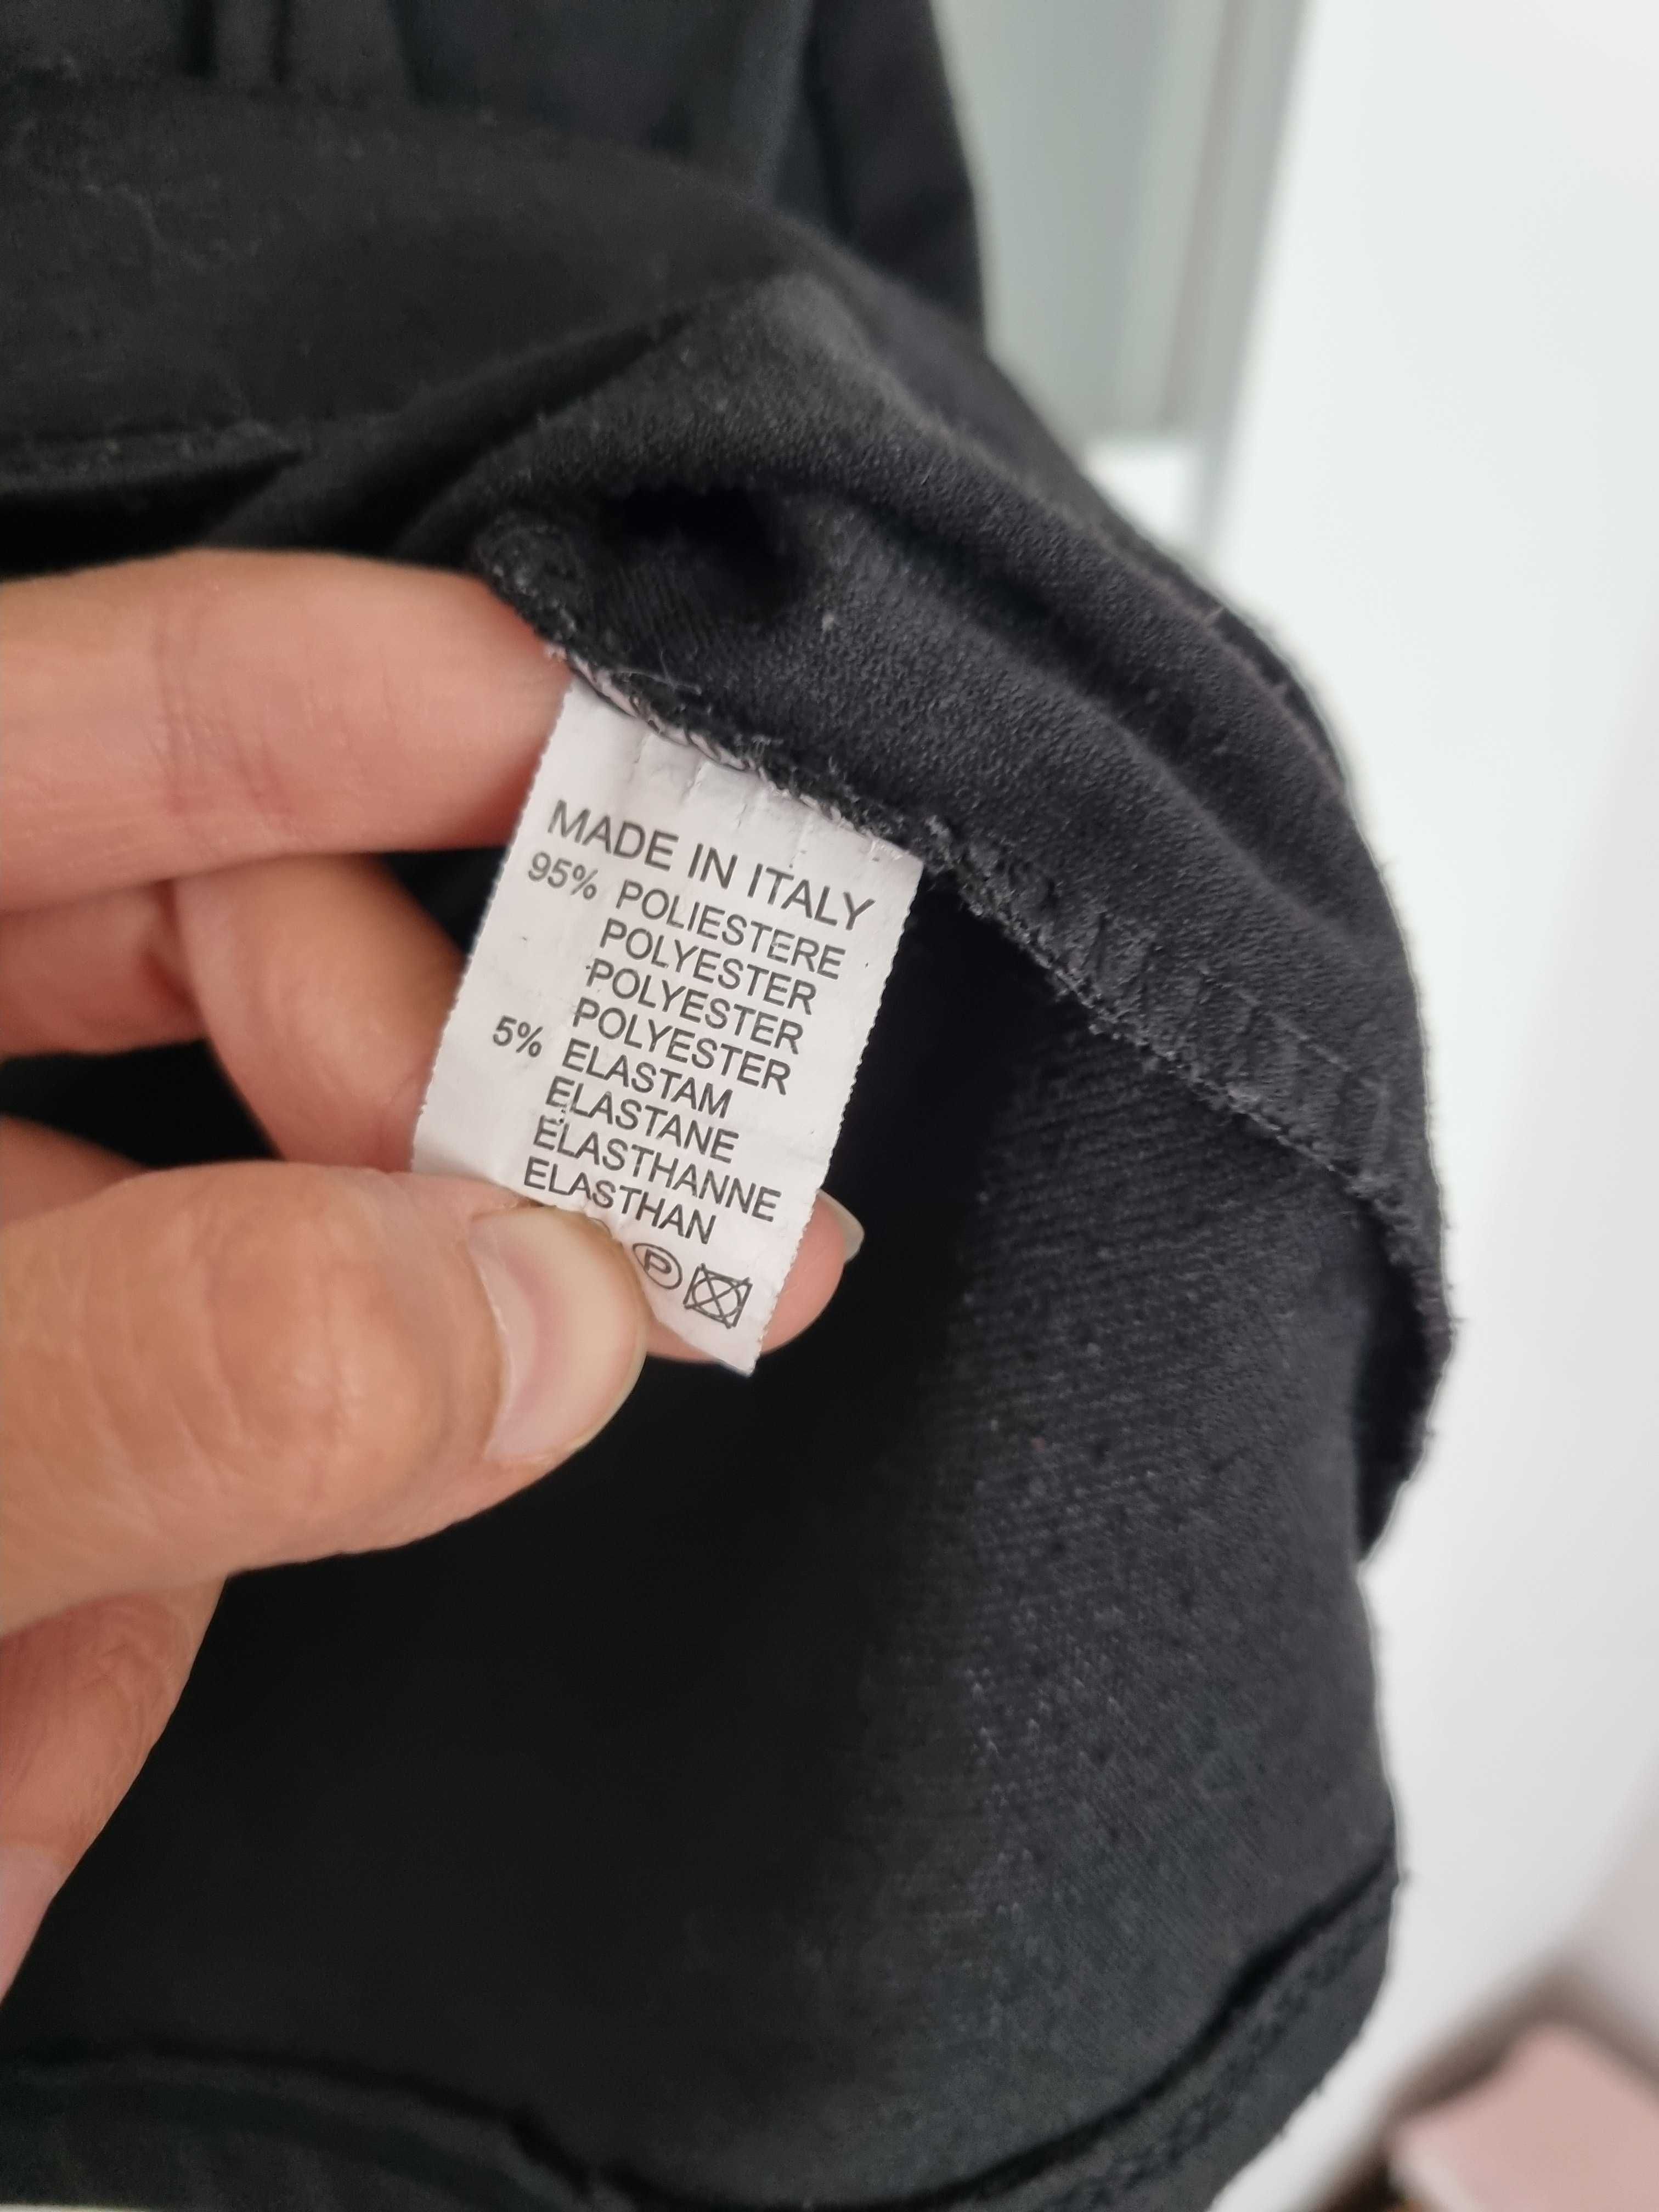 MADE IN ITALY
95% POLIESTERE
POLYESTER
POLYESTER
POLYESTER
5% ELASTAM
ELASTANE
ELASTHANNE
ELASTHAN
P